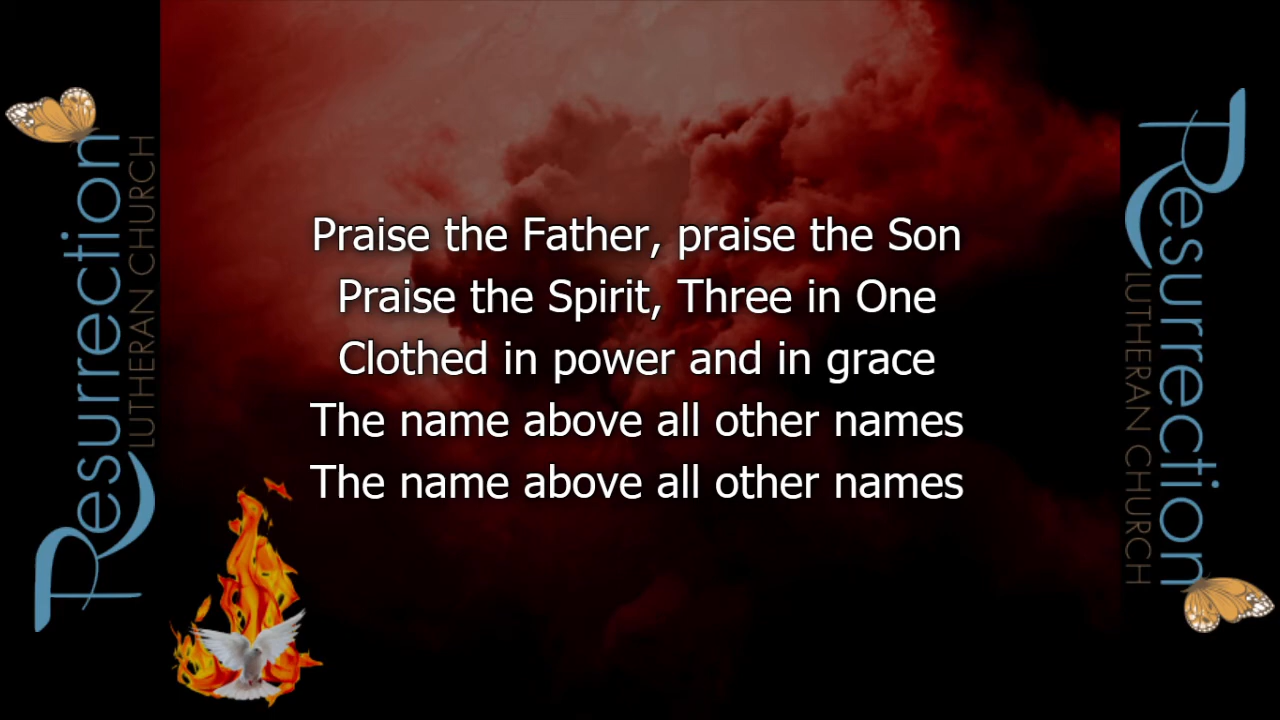 Resurrection
LUTHERAN CHURCH
Praise the Father, praise the Son
Praise the Spirit, Three in One
Clothed in power and in grace
The name above all other names
The name above all other names
Resurrection
LUTHERAN CHURCH